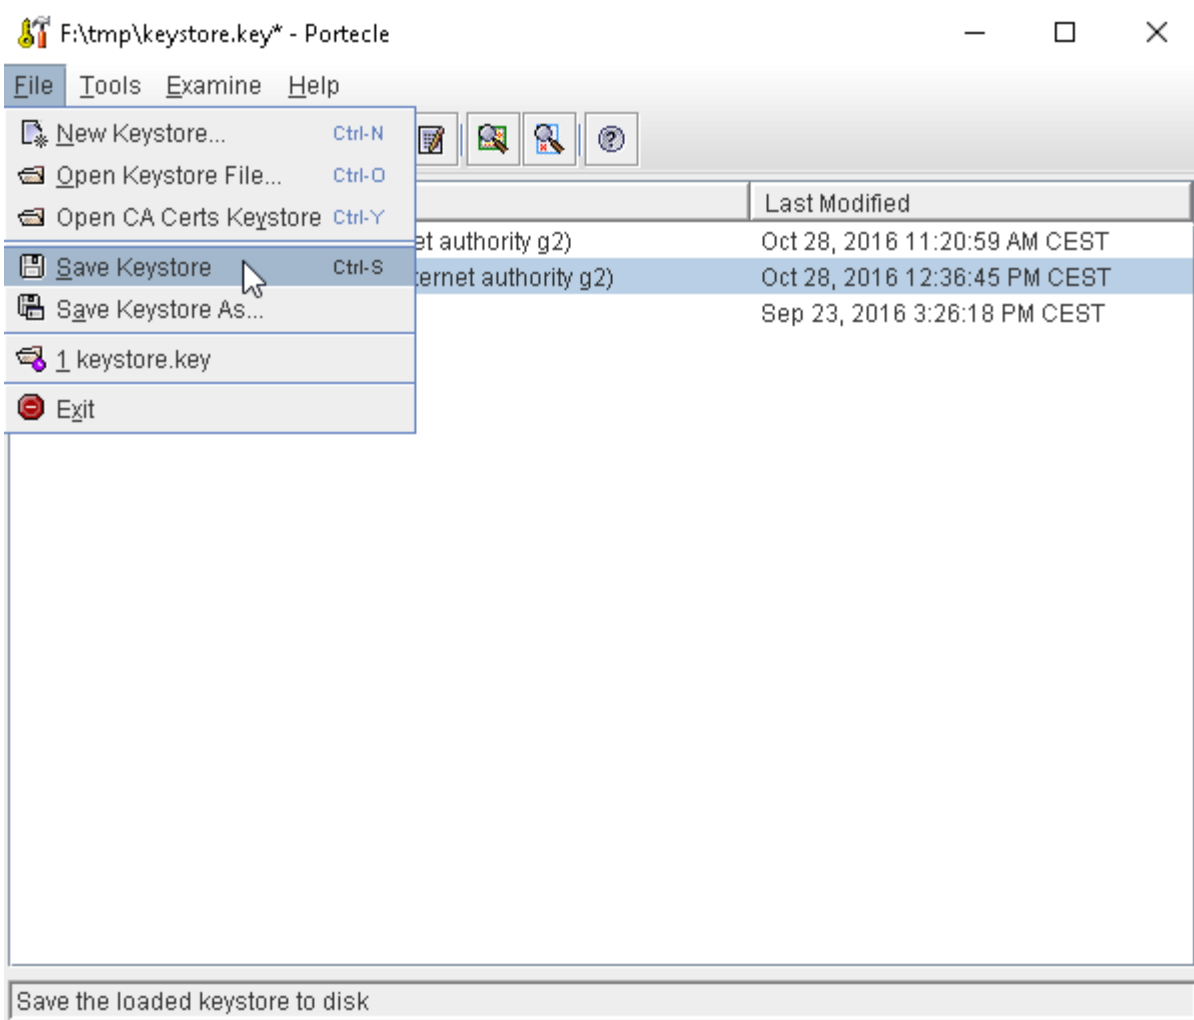 F:\tmp\keystore.key* - Portecle
File Tools Examine Help
New Keystore... Ctrl-N
Open Keystore File... Ctrl-O
Open CA Certs Keystore Ctrl-Y
Save Keystore Ctrl-S
Save Keystore As...
1 keystore.key
Exit
Last Modified
et authority g2) Oct 28, 2016 11:20:59 AM CEST
ernet authority g2) Oct 28, 2016 12:36:45 PM CEST
Sep 23, 2016 3:26:18 PM CEST
Save the loaded keystore to disk